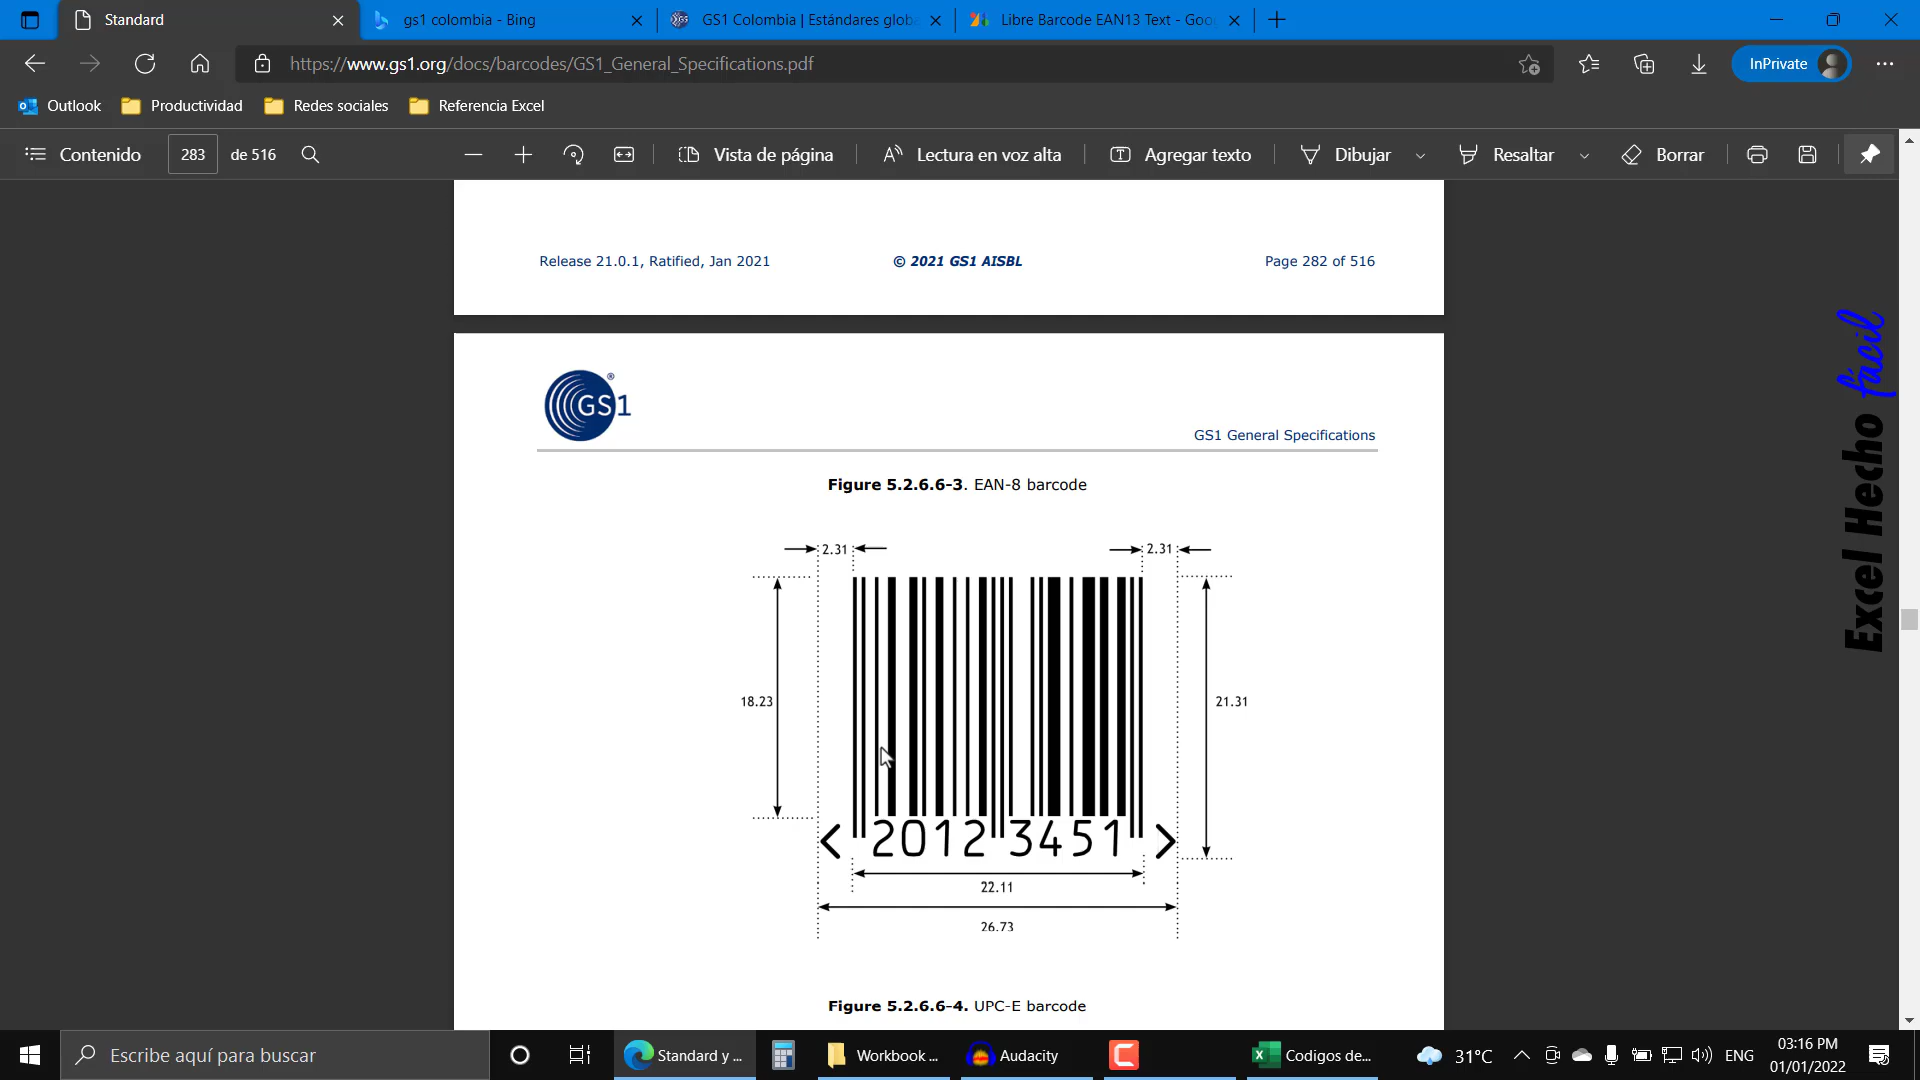 Standard
gs1 colombia - Bing
GS1 Colombia | Estándares globa
Libre Barcode EAN13 Text - Goo
https://www.gs1.org/docs/barcodes/GS1_General_Specifications.pdf
InPrivate
Outlook
Productividad
Redes sociales
Referencia Excel
Contenido
283
de 516
Vista de página
Lectura en voz alta
Agregar texto
Dibujar
Resaltar
Borrar
Release 21.0.1, Ratified, Jan 2021
© 2021 GS1 AISBL
Page 282 of 516
GS1
®
GS1 General Specifications
Figure 5.2.6.6-3. EAN-8 barcode
2.31
2.31
18.23
21.31
< 2012 3451 >
22.11
26.73
Figure 5.2.6.6-4. UPC-E barcode
Excel Hecho fácil
Escribe aquí para buscar
Standard y ...
Workbook ...
Audacity
Codigos de...
31°C
ENG
03:16 PM
01/01/2022